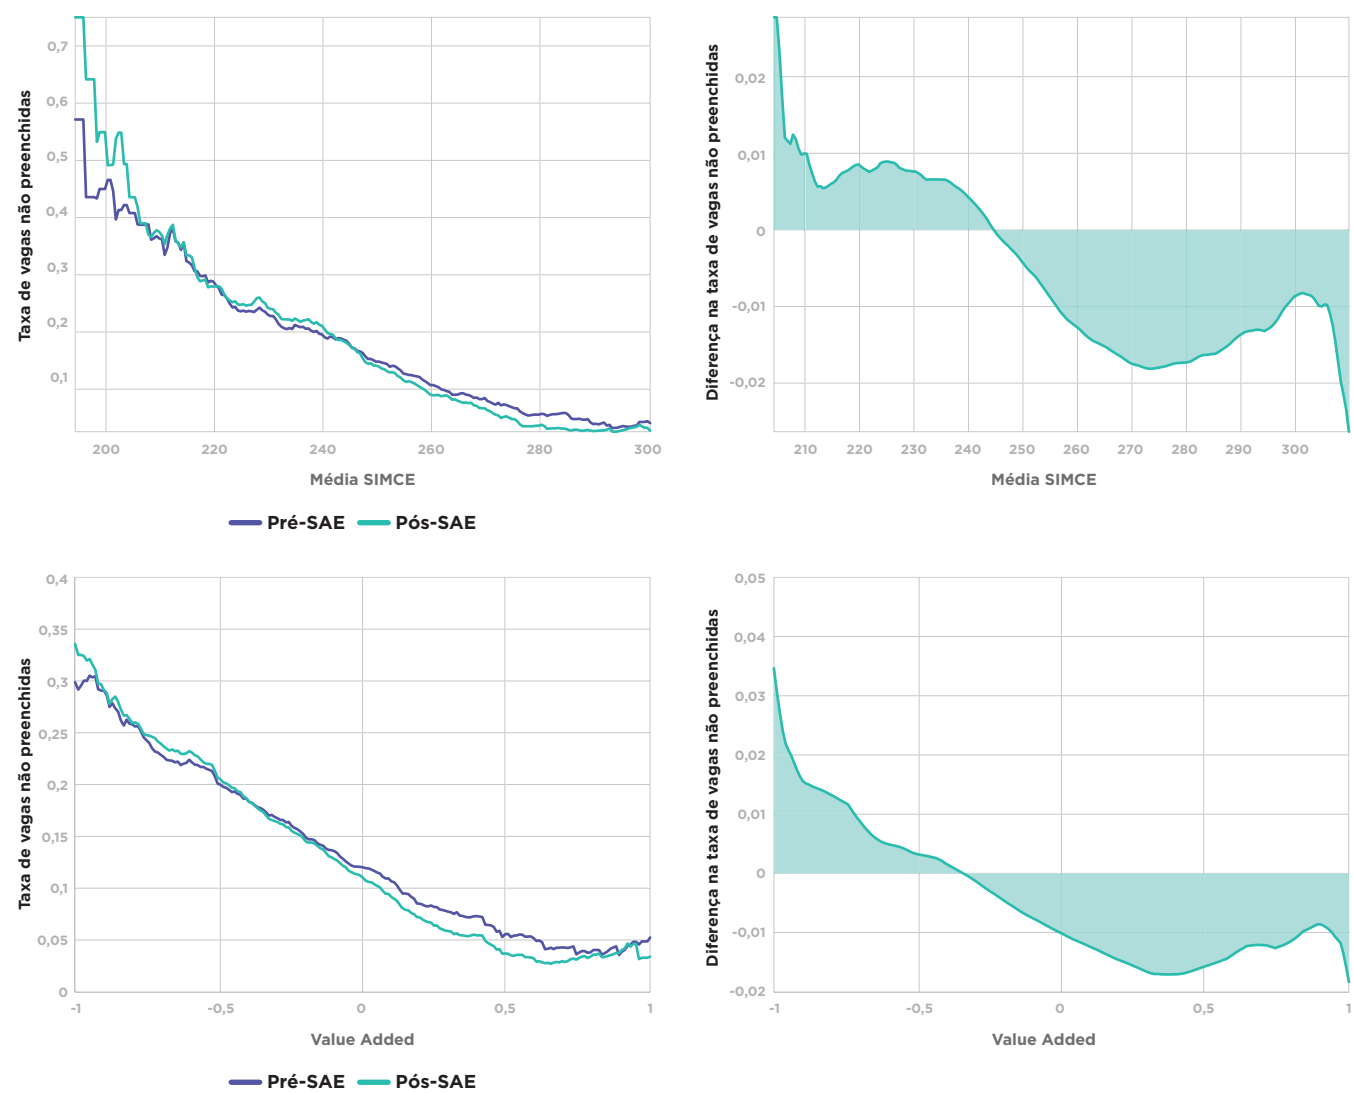 Taxa de vagas não preenchidas
0,7
0,6
0,5
0,4
0,3
0,2
0,1
200 220 240 260 280 300
Média SIMCE
Pré-SAE Pós-SAE
Diferença na taxa de vagas não preenchidas
0,02
0,01
0
-0,01
-0,02
210 220 230 240 250 260 270 280 290 300
Média SIMCE
Taxa de vagas não preenchidas
0,4
0,35
0,3
0,25
0,2
0,15
0,1
0,05
0
-1 -0,5 0 0,5 1
Value Added
Pré-SAE Pós-SAE
Diferença na taxa de vagas não preenchidas
0,05
0,04
0,03
0,02
0,01
0
-0,01
-0,02
-1 -0,5 0 0,5 1
Value Added